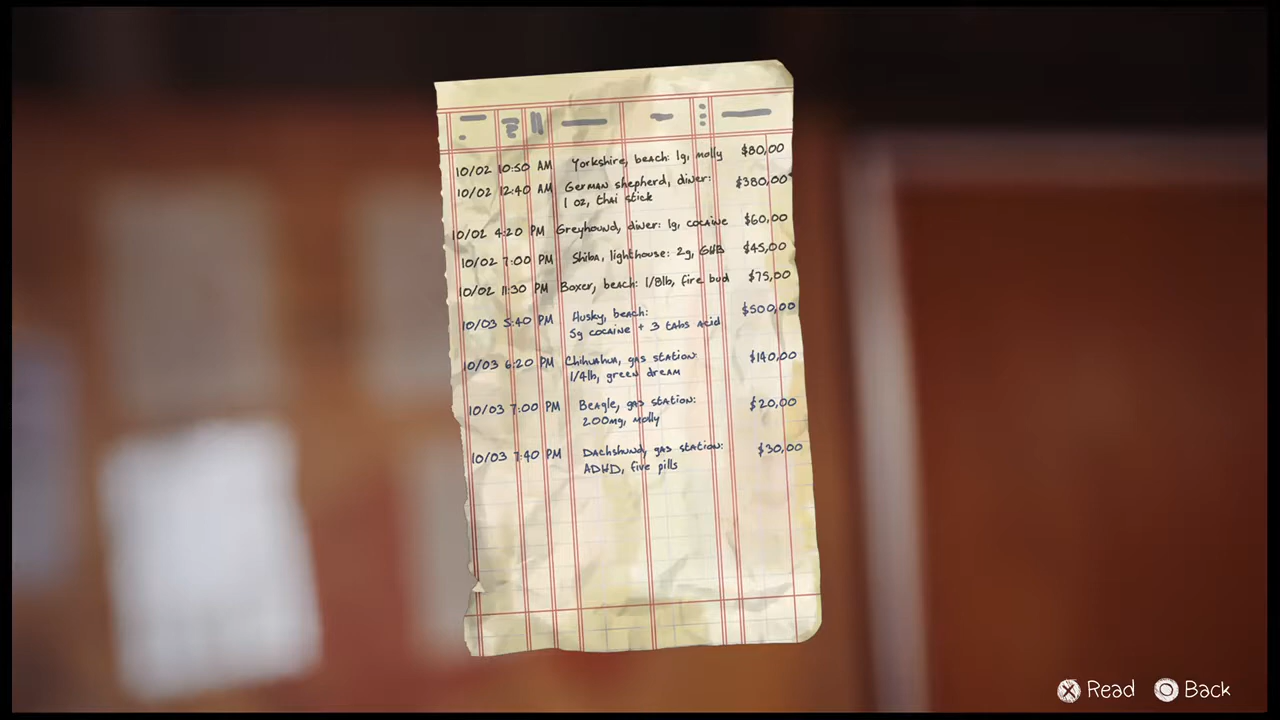 10/02 10:50 AM Yorkshire, beach: 1g, molly $80,00
10/02 12:40 AM German shepherd, diner: $380,00
1 oz, thai stick
10/02 4:20 PM Greyhound, diner: 1g, cocaine $60,00
10/02 7:00 PM Shiba, lighthouse: 2g, GHB $45,00
10/02 11:30 PM Boxer, beach: 1/8lb, fire bud $75,00
10/03 5:40 PM Husky, beach: $500,00
5g cocaine + 3 tabs acid
10/03 6:20 PM Chihuahua, gas station: $140,00
1/4lb, green dream
10/03 7:00 PM Beagle, gas station: $20,00
200mg, molly
10/03 7:40 PM Dachshund, gas station: $30,00
ADHD, five pills
Read
Back